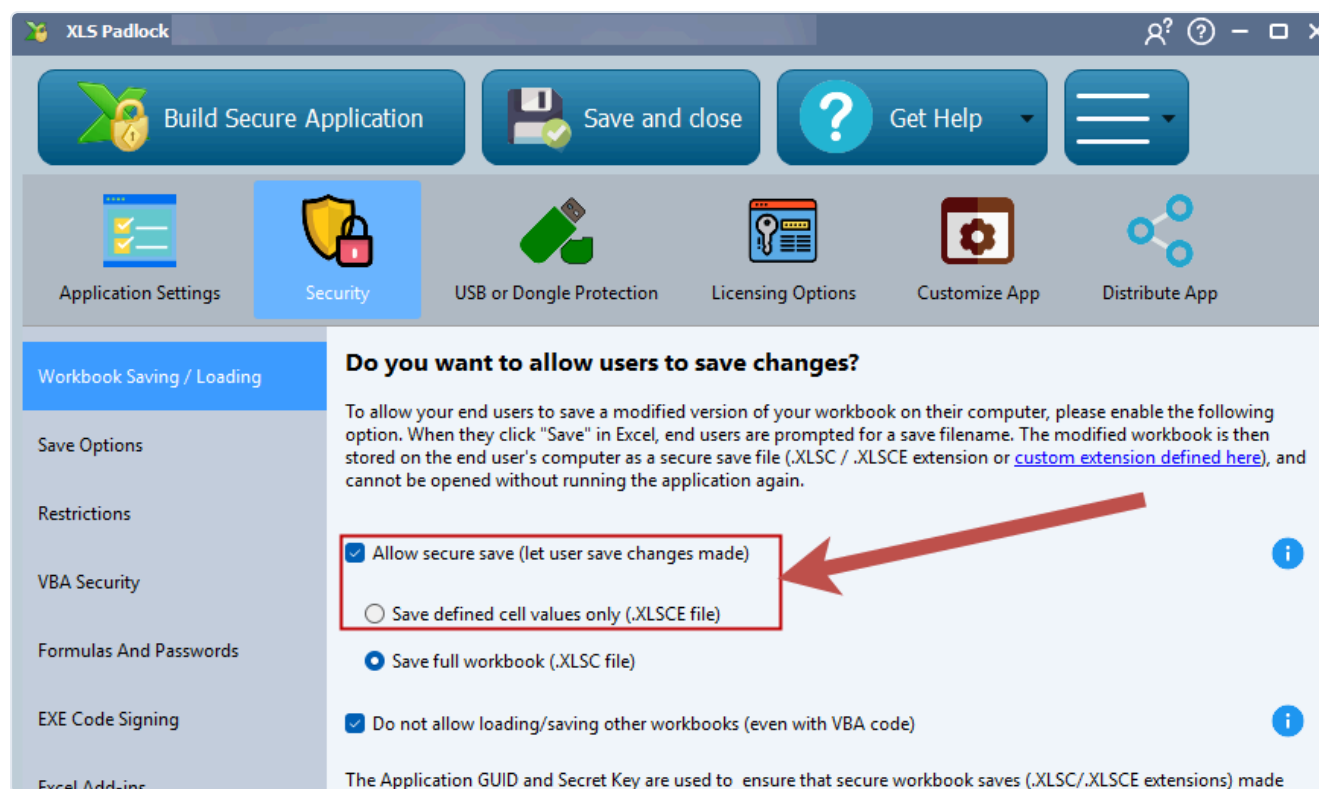 XLS Padlock
Build Secure Application
Save and close
Get Help
Application Settings
Security
USB or Dongle Protection
Licensing Options
Customize App
Distribute App
Workbook Saving / Loading
Save Options
Restrictions
VBA Security
Formulas And Passwords
EXE Code Signing
Excel Add-ins
Do you want to allow users to save changes?
To allow your end users to save a modified version of your workbook on their computer, please enable the following
option. When they click "Save" in Excel, end users are prompted for a save filename. The modified workbook is then
stored on the end user's computer as a secure save file (.XLSC / .XLSCE extension or custom extension defined here), and
cannot be opened without running the application again.
Allow secure save (let user save changes made)
Save defined cell values only (.XLSCE file)
Save full workbook (.XLSC file)
Do not allow loading/saving other workbooks (even with VBA code)
The Application GUID and Secret Key are used to ensure that secure workbook saves (.XLSC/.XLSCE extensions) made